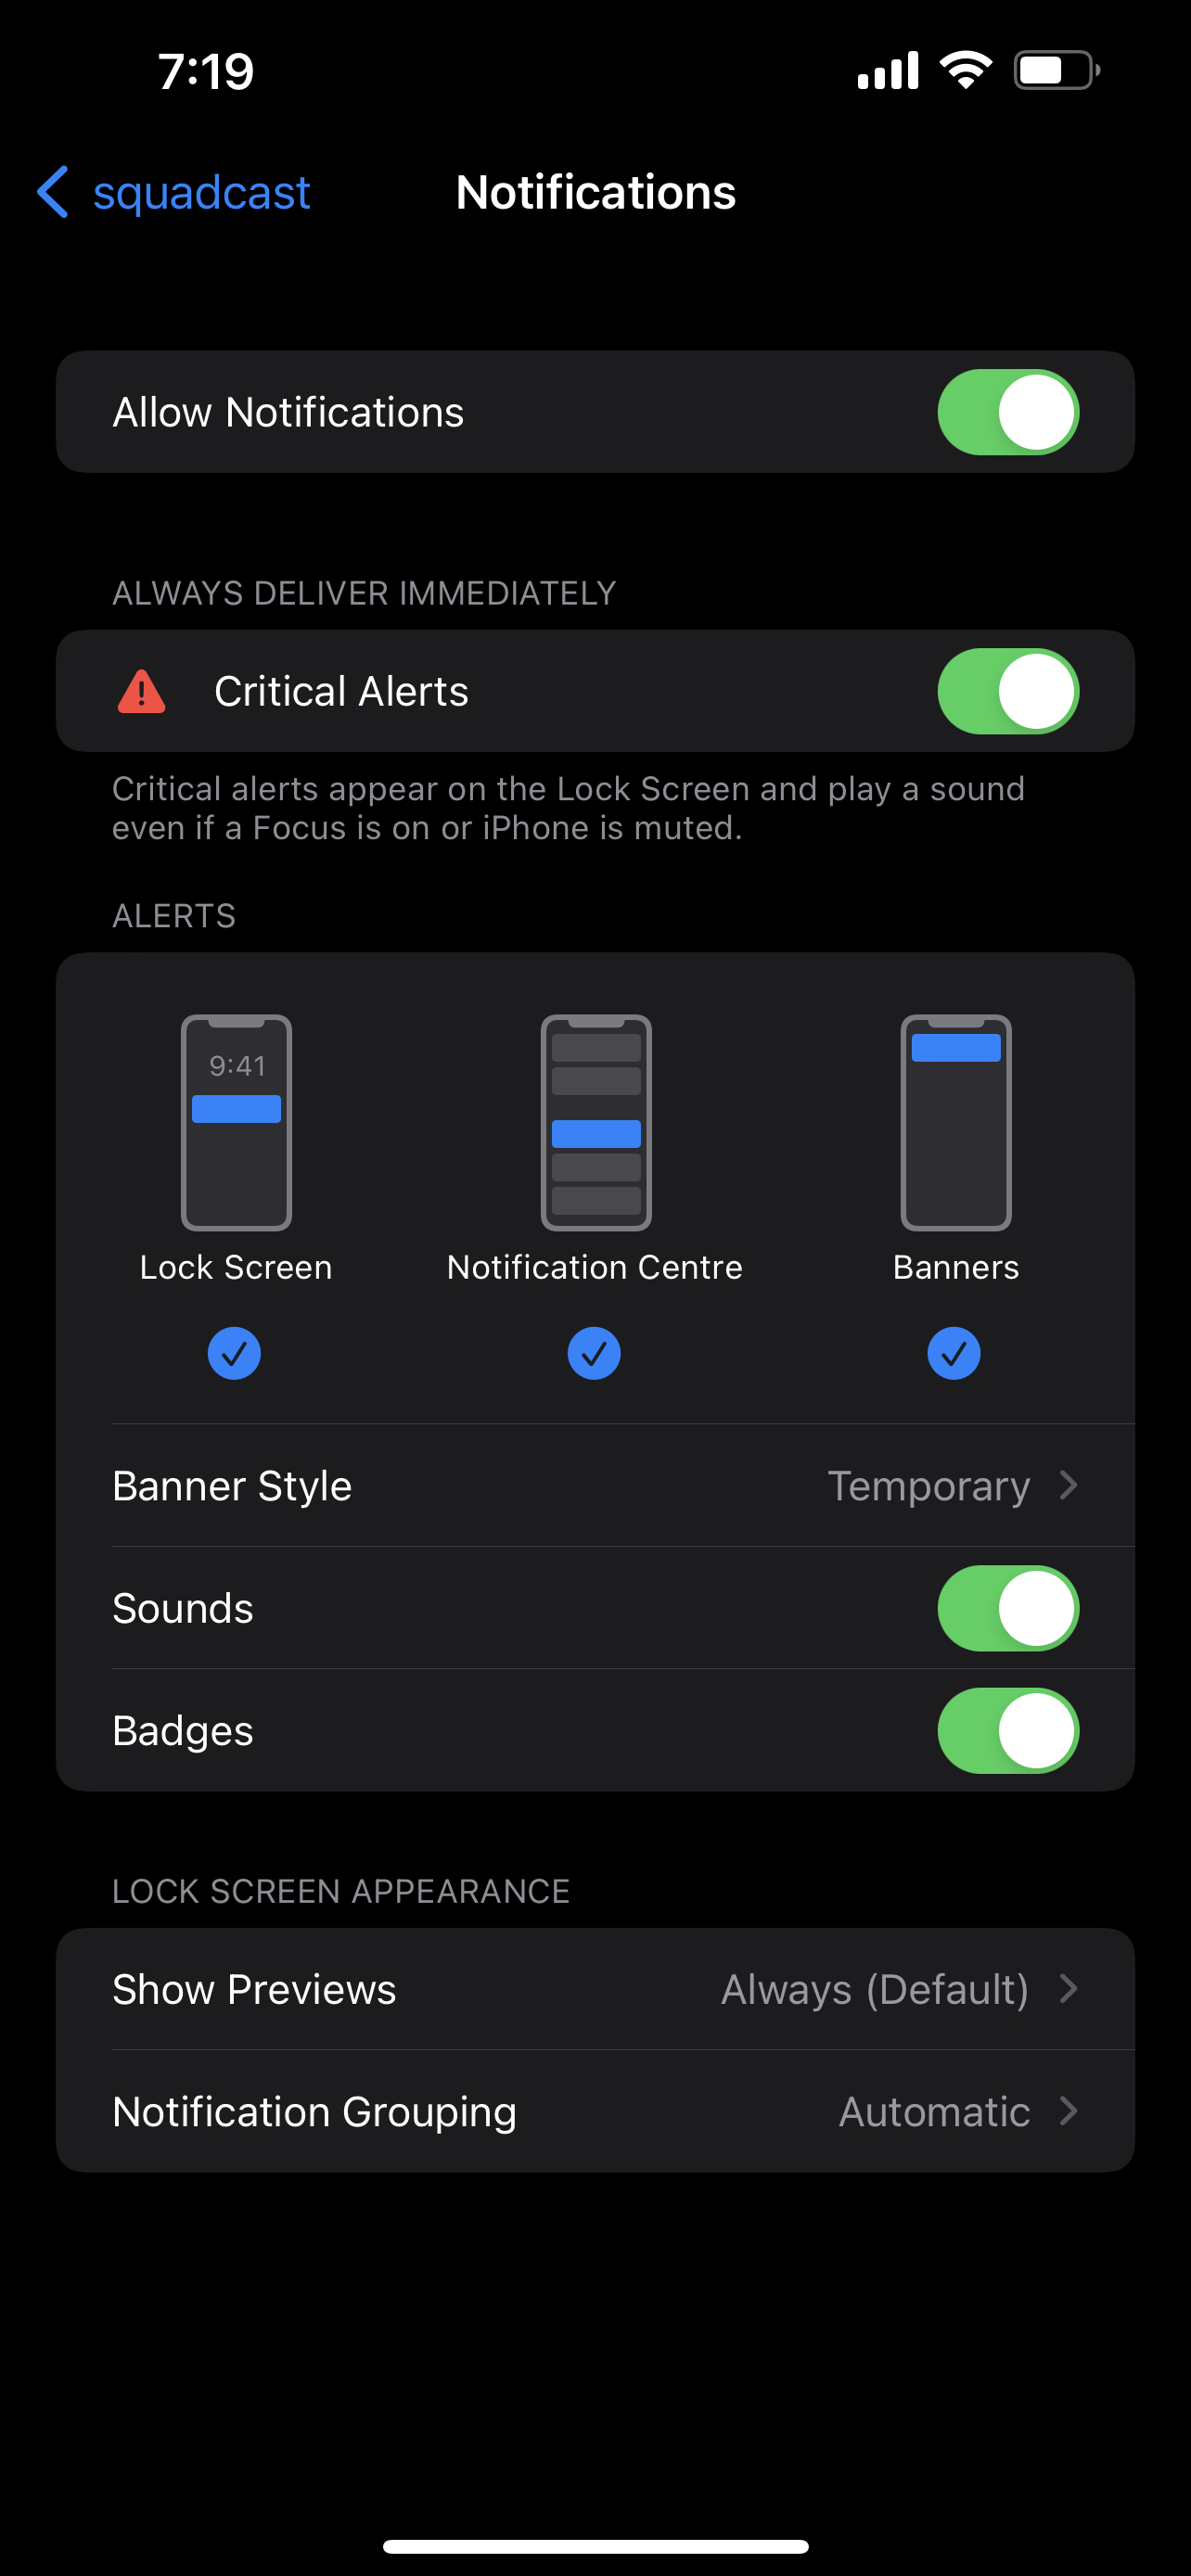 7:19
squadcast
Notifications
Allow Notifications
ALWAYS DELIVER IMMEDIATELY
Critical Alerts
Critical alerts appear on the Lock Screen and play a sound
even if a Focus is on or iPhone is muted.
ALERTS
9:41
Lock Screen
Notification Centre
Banners
Banner Style
Temporary
Sounds
Badges
LOCK SCREEN APPEARANCE
Show Previews
Always (Default)
Notification Grouping
Automatic